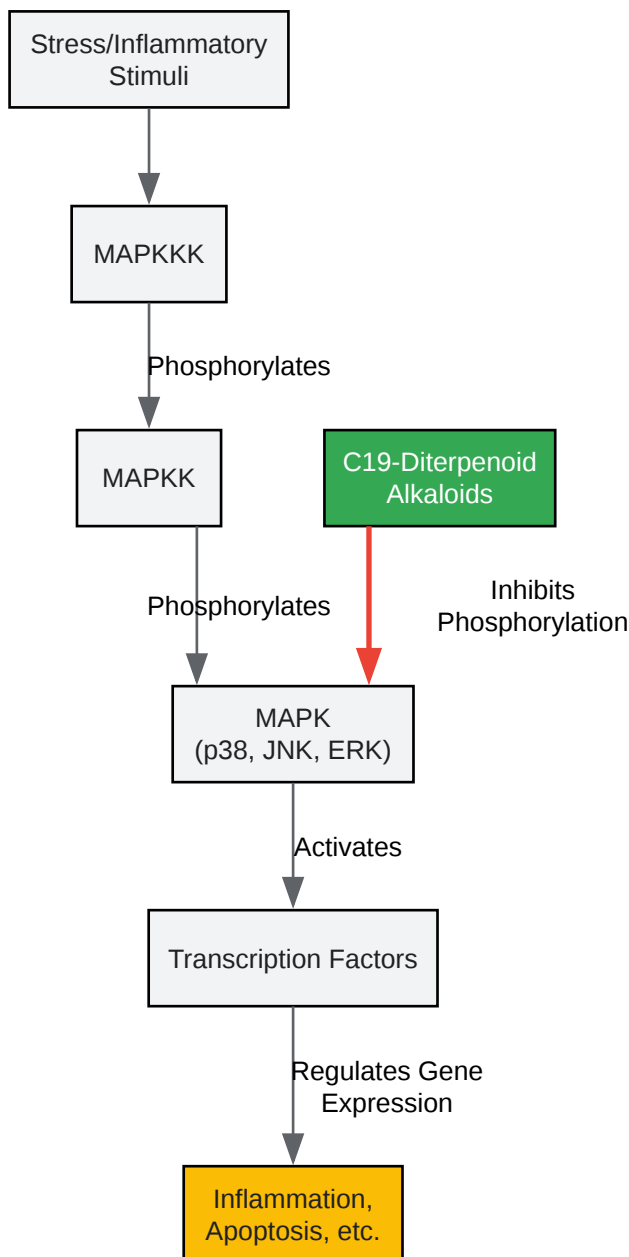 Stress/Inflammatory
Stimuli
MAPKKK
Phosphorylates
MAPKK
C19-Diterpenoid
Alkaloids
Phosphorylates
Inhibits
Phosphorylation
MAPK
(p38, JNK, ERK)
Activates
Transcription Factors
Regulates Gene
Expression
Inflammation,
Apoptosis, etc.